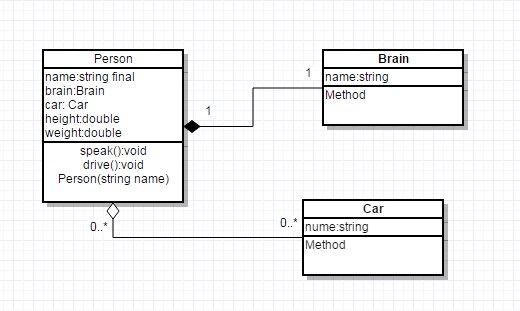 Person
name:string final
brain:Brain
car: Car
height:double
weight:double
speak():void
drive():void
Person(string name)
1
1
Brain
name:string
Method
0..*
0..*
Car
nume:string
Method